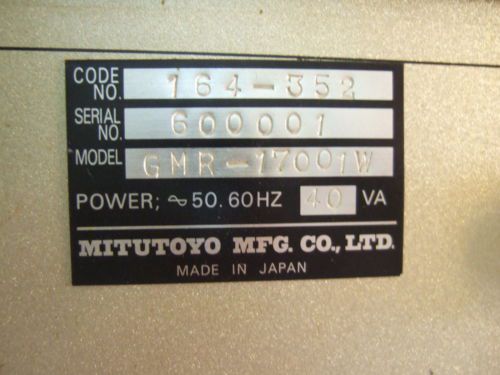 CODE NO. 164-352
SERIAL NO. 600001
MODEL GMR-17001W
POWER; ~ 50. 60HZ 40 VA
MITUTOYO MFG. CO., LTD.
MADE IN JAPAN